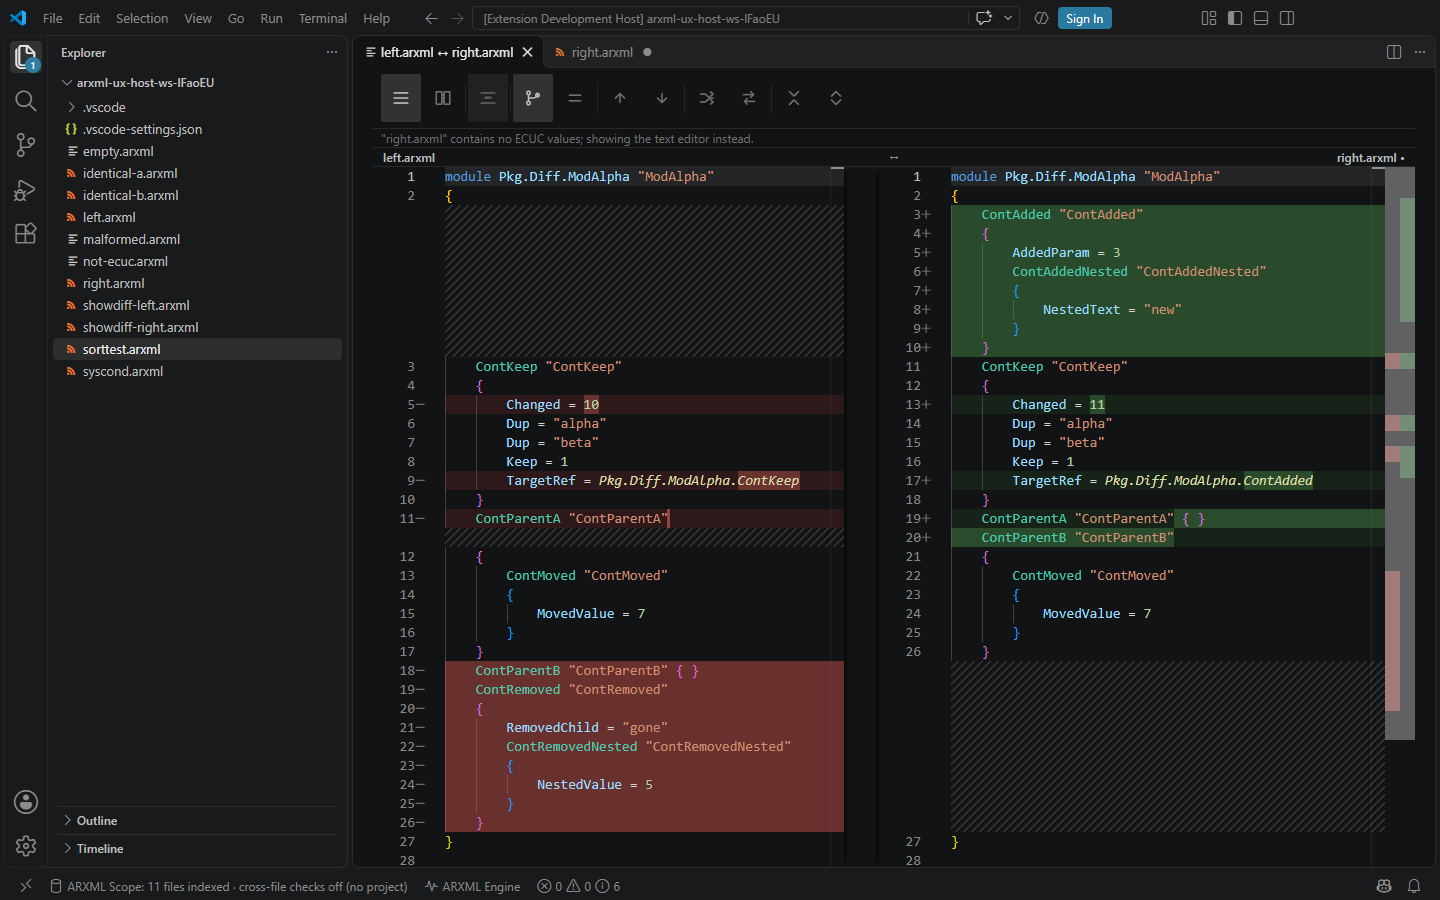 File Edit Selection View Go Run Terminal Help
[Extension Development Host] arxml-ux-host-ws-IFaoEU
Sign In
Explorer
1
arxml-ux-host-ws-IFaoEU
.vscode
{} .vscode-settings.json
empty.arxml
identical-a.arxml
identical-b.arxml
left.arxml
malformed.arxml
not-ecuc.arxml
right.arxml
showdiff-left.arxml
showdiff-right.arxml
sorttest.arxml
syscond.arxml
Outline
Timeline
left.arxml ↔ right.arxml
right.arxml
"right.arxml" contains no ECUC values; showing the text editor instead.
left.arxml ↔ right.arxml •
1 module Pkg.Diff.ModAlpha "ModAlpha"
2 {
3 ContKeep "ContKeep"
4 {
5− Changed = 10
6 Dup = "alpha"
7 Dup = "beta"
8 Keep = 1
9− TargetRef = Pkg.Diff.ModAlpha.ContKeep
10 }
11− ContParentA "ContParentA"
12 {
13 ContMoved "ContMoved"
14 {
15 MovedValue = 7
16 }
17 }
18− ContParentB "ContParentB" { }
19− ContRemoved "ContRemoved"
20− {
21− RemovedChild = "gone"
22− ContRemovedNested "ContRemovedNested"
23− {
24− NestedValue = 5
25− }
26− }
27 }
28
1 module Pkg.Diff.ModAlpha "ModAlpha"
2 {
3+ ContAdded "ContAdded"
4+ {
5+ AddedParam = 3
6+ ContAddedNested "ContAddedNested"
7+ {
8+ NestedText = "new"
9+ }
10+ }
11 ContKeep "ContKeep"
12 {
13+ Changed = 11
14 Dup = "alpha"
15 Dup = "beta"
16 Keep = 1
17+ TargetRef = Pkg.Diff.ModAlpha.ContAdded
18 }
19+ ContParentA "ContParentA" { }
20+ ContParentB "ContParentB"
21 {
22 ContMoved "ContMoved"
23 {
24 MovedValue = 7
25 }
26 }
27 }
28
ARXML Scope: 11 files indexed · cross-file checks off (no project) ARXML Engine 0 0 6